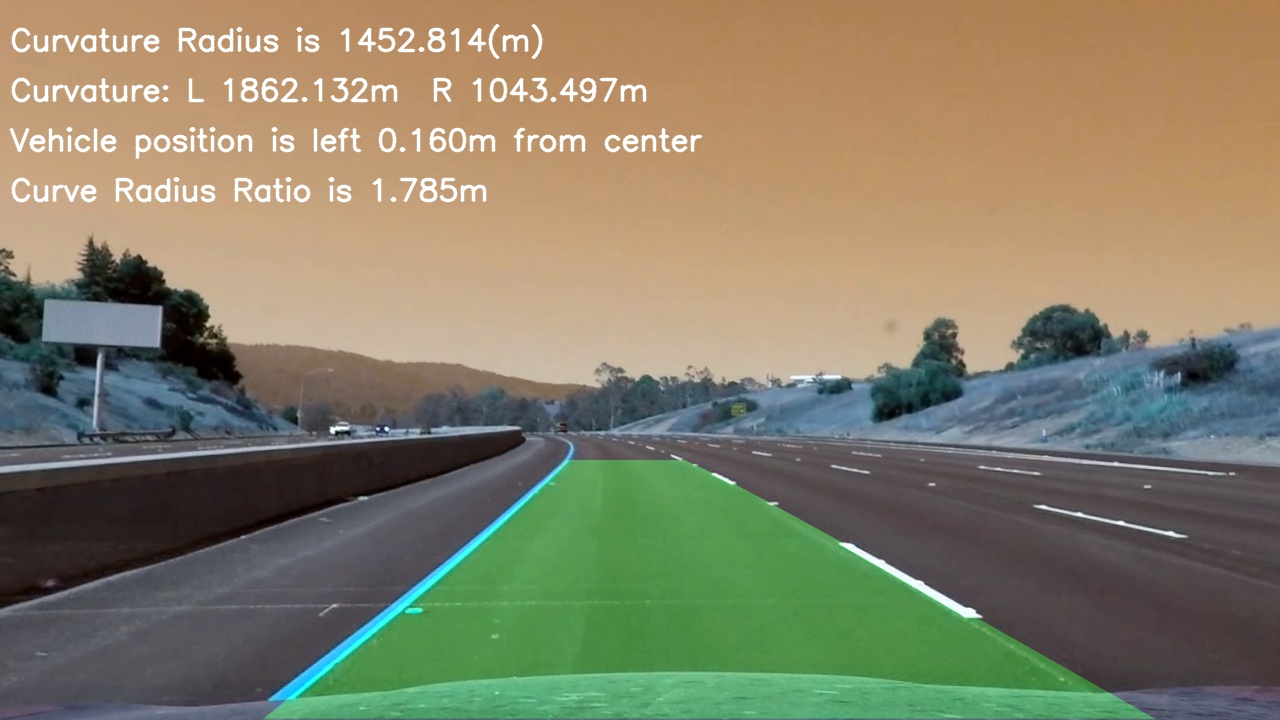 Curvature Radius is 1452.814(m)
Curvature: L 1862.132m R 1043.497m
Vehicle position is left 0.160m from center
Curve Radius Ratio is 1.785m